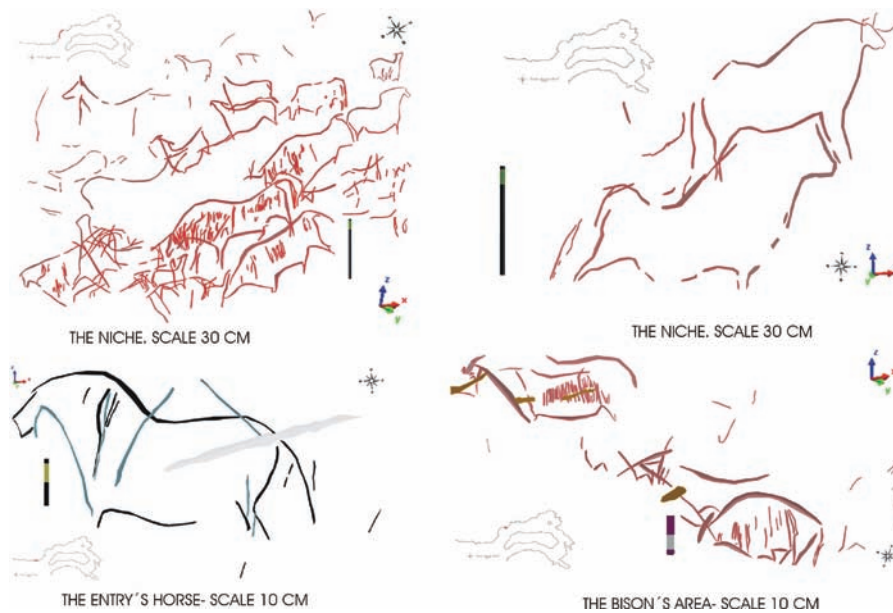 THE NICHE. SCALE 30 CM
THE NICHE. SCALE 30 CM
THE ENTRY´S HORSE- SCALE 10 CM
THE BISON´S AREA- SCALE 10 CM